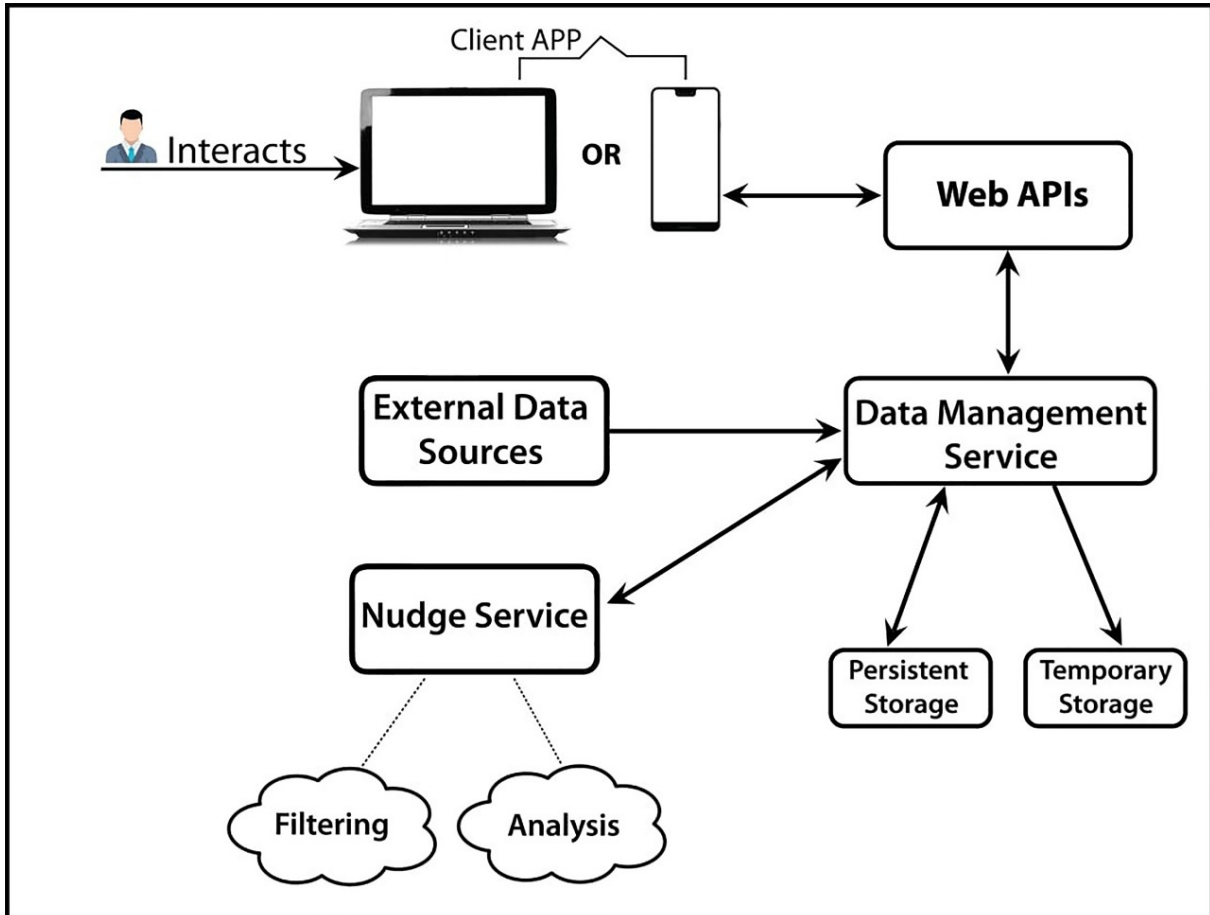 Client APP
Interacts
OR
Web APIs
External Data
Sources
Data Management
Service
Nudge Service
Persistent
Storage
Temporary
Storage
Filtering
Analysis